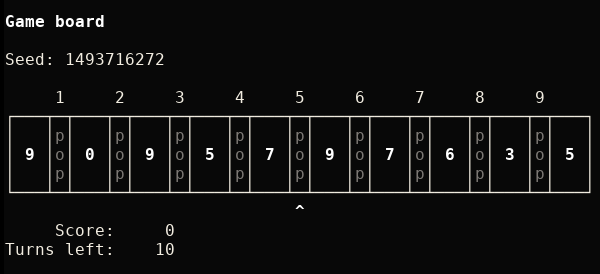 Game board
Seed: 1493716272
1 2 3 4 5 6 7 8 9
9 pop 0 pop 9 pop 5 pop 7 pop 9 pop 7 pop 6 pop 3 pop 5
^
Score: 0
Turns left: 10